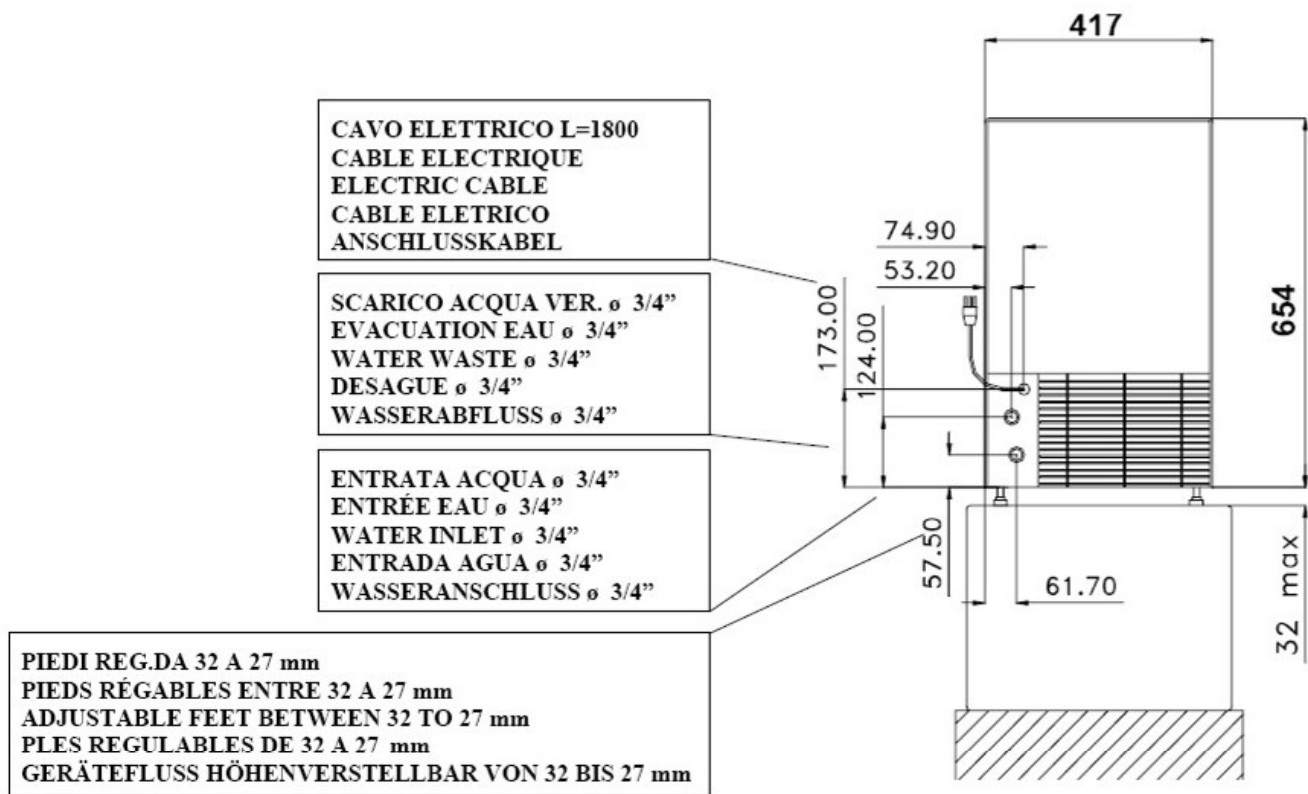 417
CAVO ELETTRICO L=1800
CABLE ELECTRIQUE
ELECTRIC CABLE
CABLE ELETRICO
ANSCHLUSSKABEL
SCARICO ACQUA VER. ø 3/4”
EVACUATION EAU ø 3/4”
WATER WASTE ø 3/4”
DESAGUE ø 3/4”
WASSERABFLUSS ø 3/4”
ENTRATA ACQUA ø 3/4”
ENTRÉE EAU ø 3/4”
WATER INLET ø 3/4”
ENTRADA AGUA ø 3/4”
WASSERANSCHLUSS ø 3/4”
PIEDI REG.DA 32 A 27 mm
PIEDS RÉGABLES ENTRE 32 A 27 mm
ADJUSTABLE FEET BETWEEN 32 TO 27 mm
PLES REGULABLES DE 32 A 27 mm
GERÄTEFLUSS HÖHENVERSTELLBAR VON 32 BIS 27 mm
74.90
53.20
173.00
124.00
654
57.50
61.70
32 max